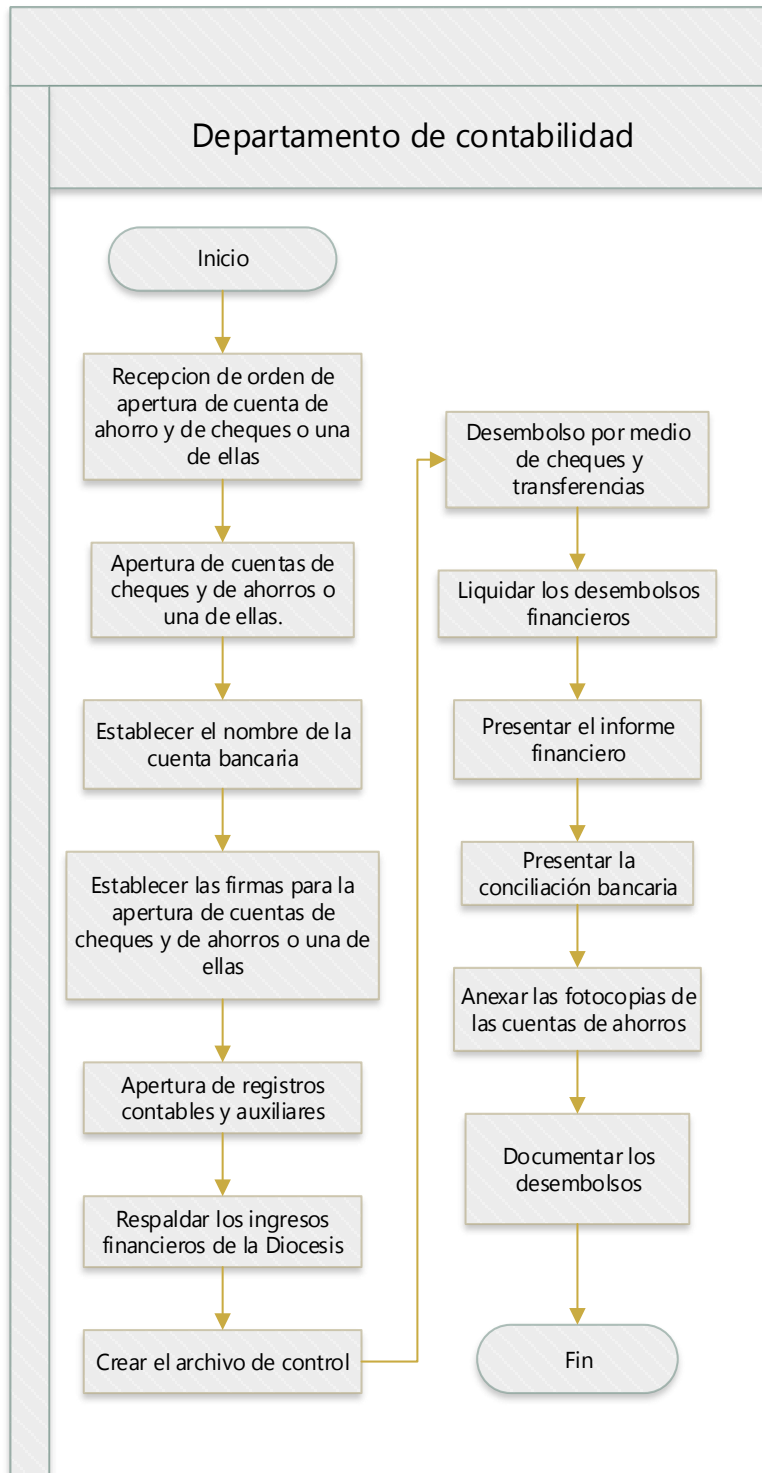 Departamento de contabilidad
Inicio
Recepcion de orden de
apertura de cuenta de
ahorro y de cheques o una
de ellas
Apertura de cuentas de
cheques y de ahorros o
una de ellas.
Establecer el nombre de la
cuenta bancaria
Establecer las firmas para la
apertura de cuentas de
cheques y de ahorros o una de
ellas
Apertura de registros
contables y auxiliares
Respaldar los ingresos
financieros de la Diocesis
Crear el archivo de control
Desembolso por medio
de cheques y
transferencias
Liquidar los desembolsos
financieros
Presentar el informe
financiero
Presentar la
conciliación bancaria
Anexar las fotocopias de
las cuentas de ahorros
Documentar los
desembolsos
Fin